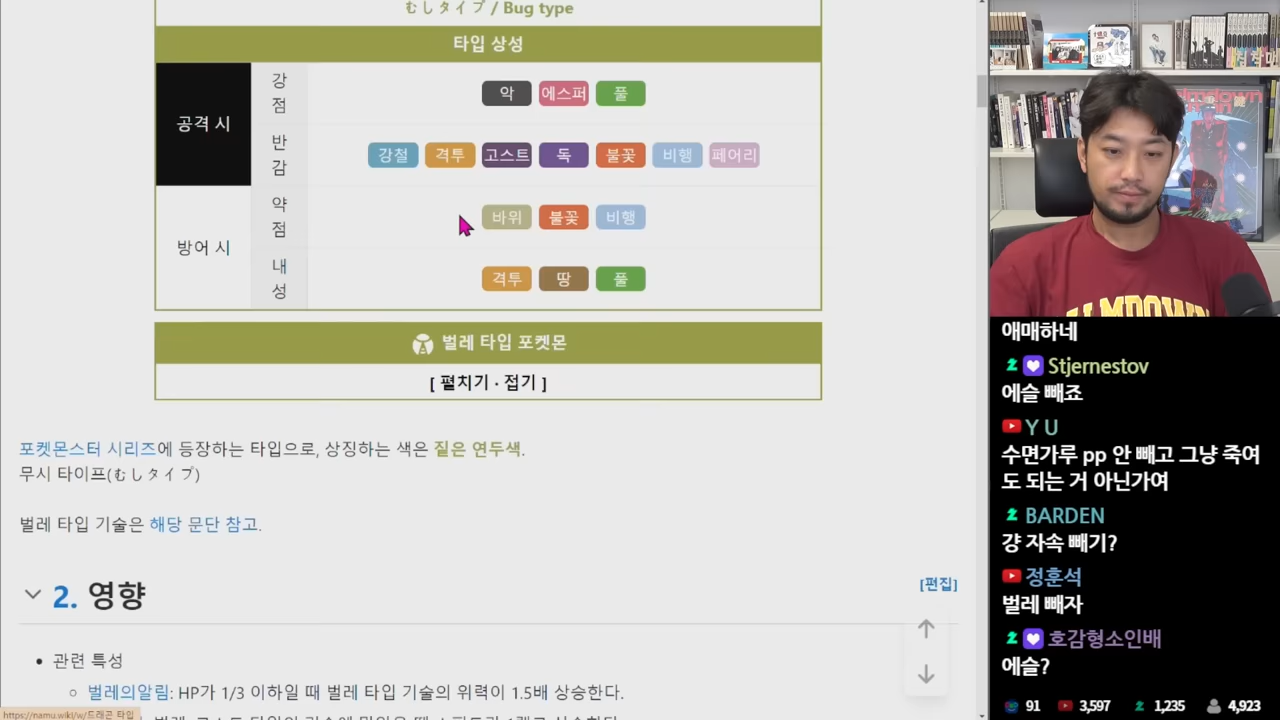 むしタイプ / Bug type
타입 상성
공격 시
강점
악 에스퍼 풀
반감
강철 격투 고스트 독 불꽃 비행 페어리
방어 시
약점
바위 불꽃 비행
내성
격투 땅 풀
벌레 타입 포켓몬
[ 펼치기 · 접기 ]
포켓몬스터 시리즈에 등장하는 타입으로, 상징하는 색은 짙은 연두색.
무시 타이프(むしタイプ)
벌레 타입 기술은 해당 문단 참고.
2. 영향
[편집]
관련 특성
벌레의알림: HP가 1/3 이하일 때 벌레 타입 기술의 위력이 1.5배 상승한다.
https://namu.wiki/w/드래곤 타입
애매하네
Stjernestov
에슬 빼죠
Y U
수면가루 pp 안 빼고 그냥 죽여
도 되는 거 아닌가여
BARDEN
걍 자속 빼기?
정훈석
벌레 빼자
호감형소인배
에슬?
91 3,597 1,235 4,923